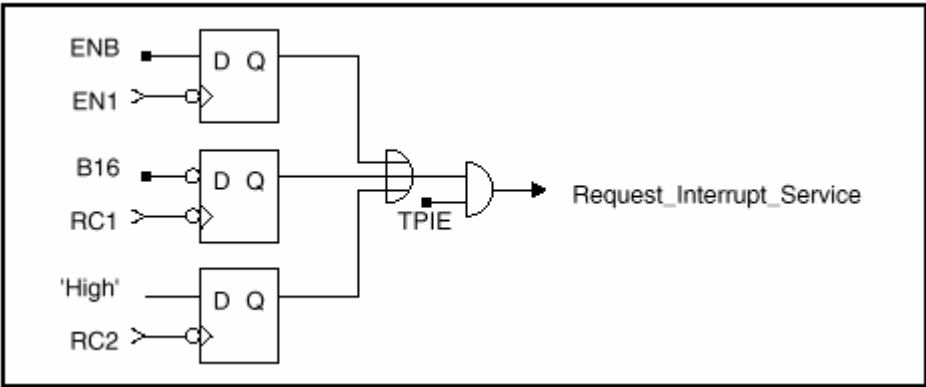 ENB
D Q
EN1
B16
D Q
RC1
TPIE
Request_Interrupt_Service
'High'
D Q
RC2